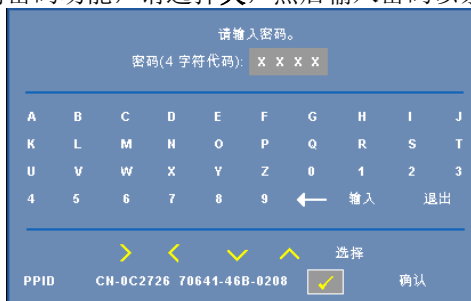 请输入密码。
密码(4 字符代码): X X X X
A B C D E F G H I J
K L M N O P Q R S T
U V W X Y Z 0 1 2 3
4 5 6 7 8 9 ← 输入 退出
> < ∨ ∧ 选择
PPID CN-0C2726 70641-46B-0208 ✓ 确认